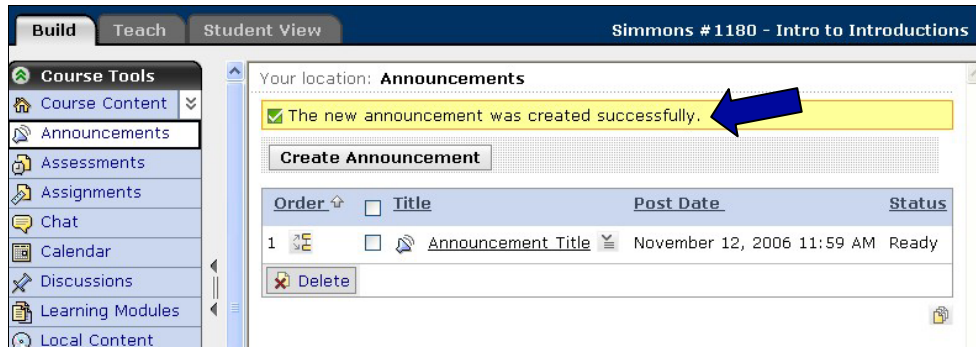 Build Teach Student View Simmons #1180 - Intro to Introductions
Course Tools
Course Content
Announcements
Assessments
Assignments
Chat
Calendar
Discussions
Learning Modules
Local Content
Your location: Announcements
The new announcement was created successfully.
Create Announcement
Order Title Post Date Status
1 Announcement Title November 12, 2006 11:59 AM Ready
Delete